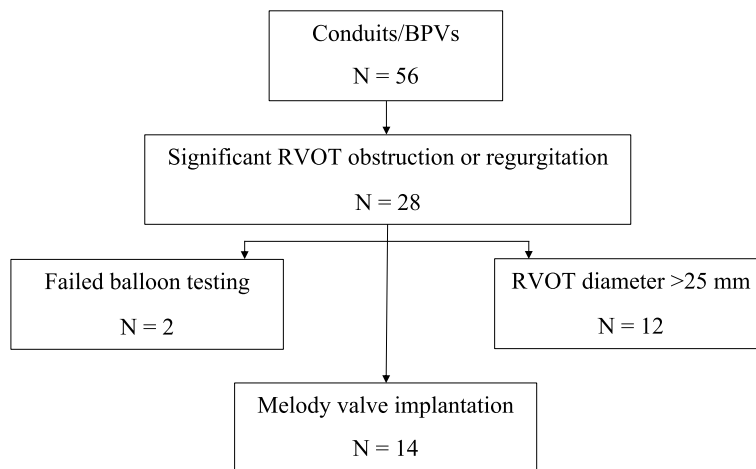 Conduits/BPVs
N = 56
Significant RVOT obstruction or regurgitation
N = 28
Failed balloon testing
N = 2
RVOT diameter >25 mm
N = 12
Melody valve implantation
N = 14